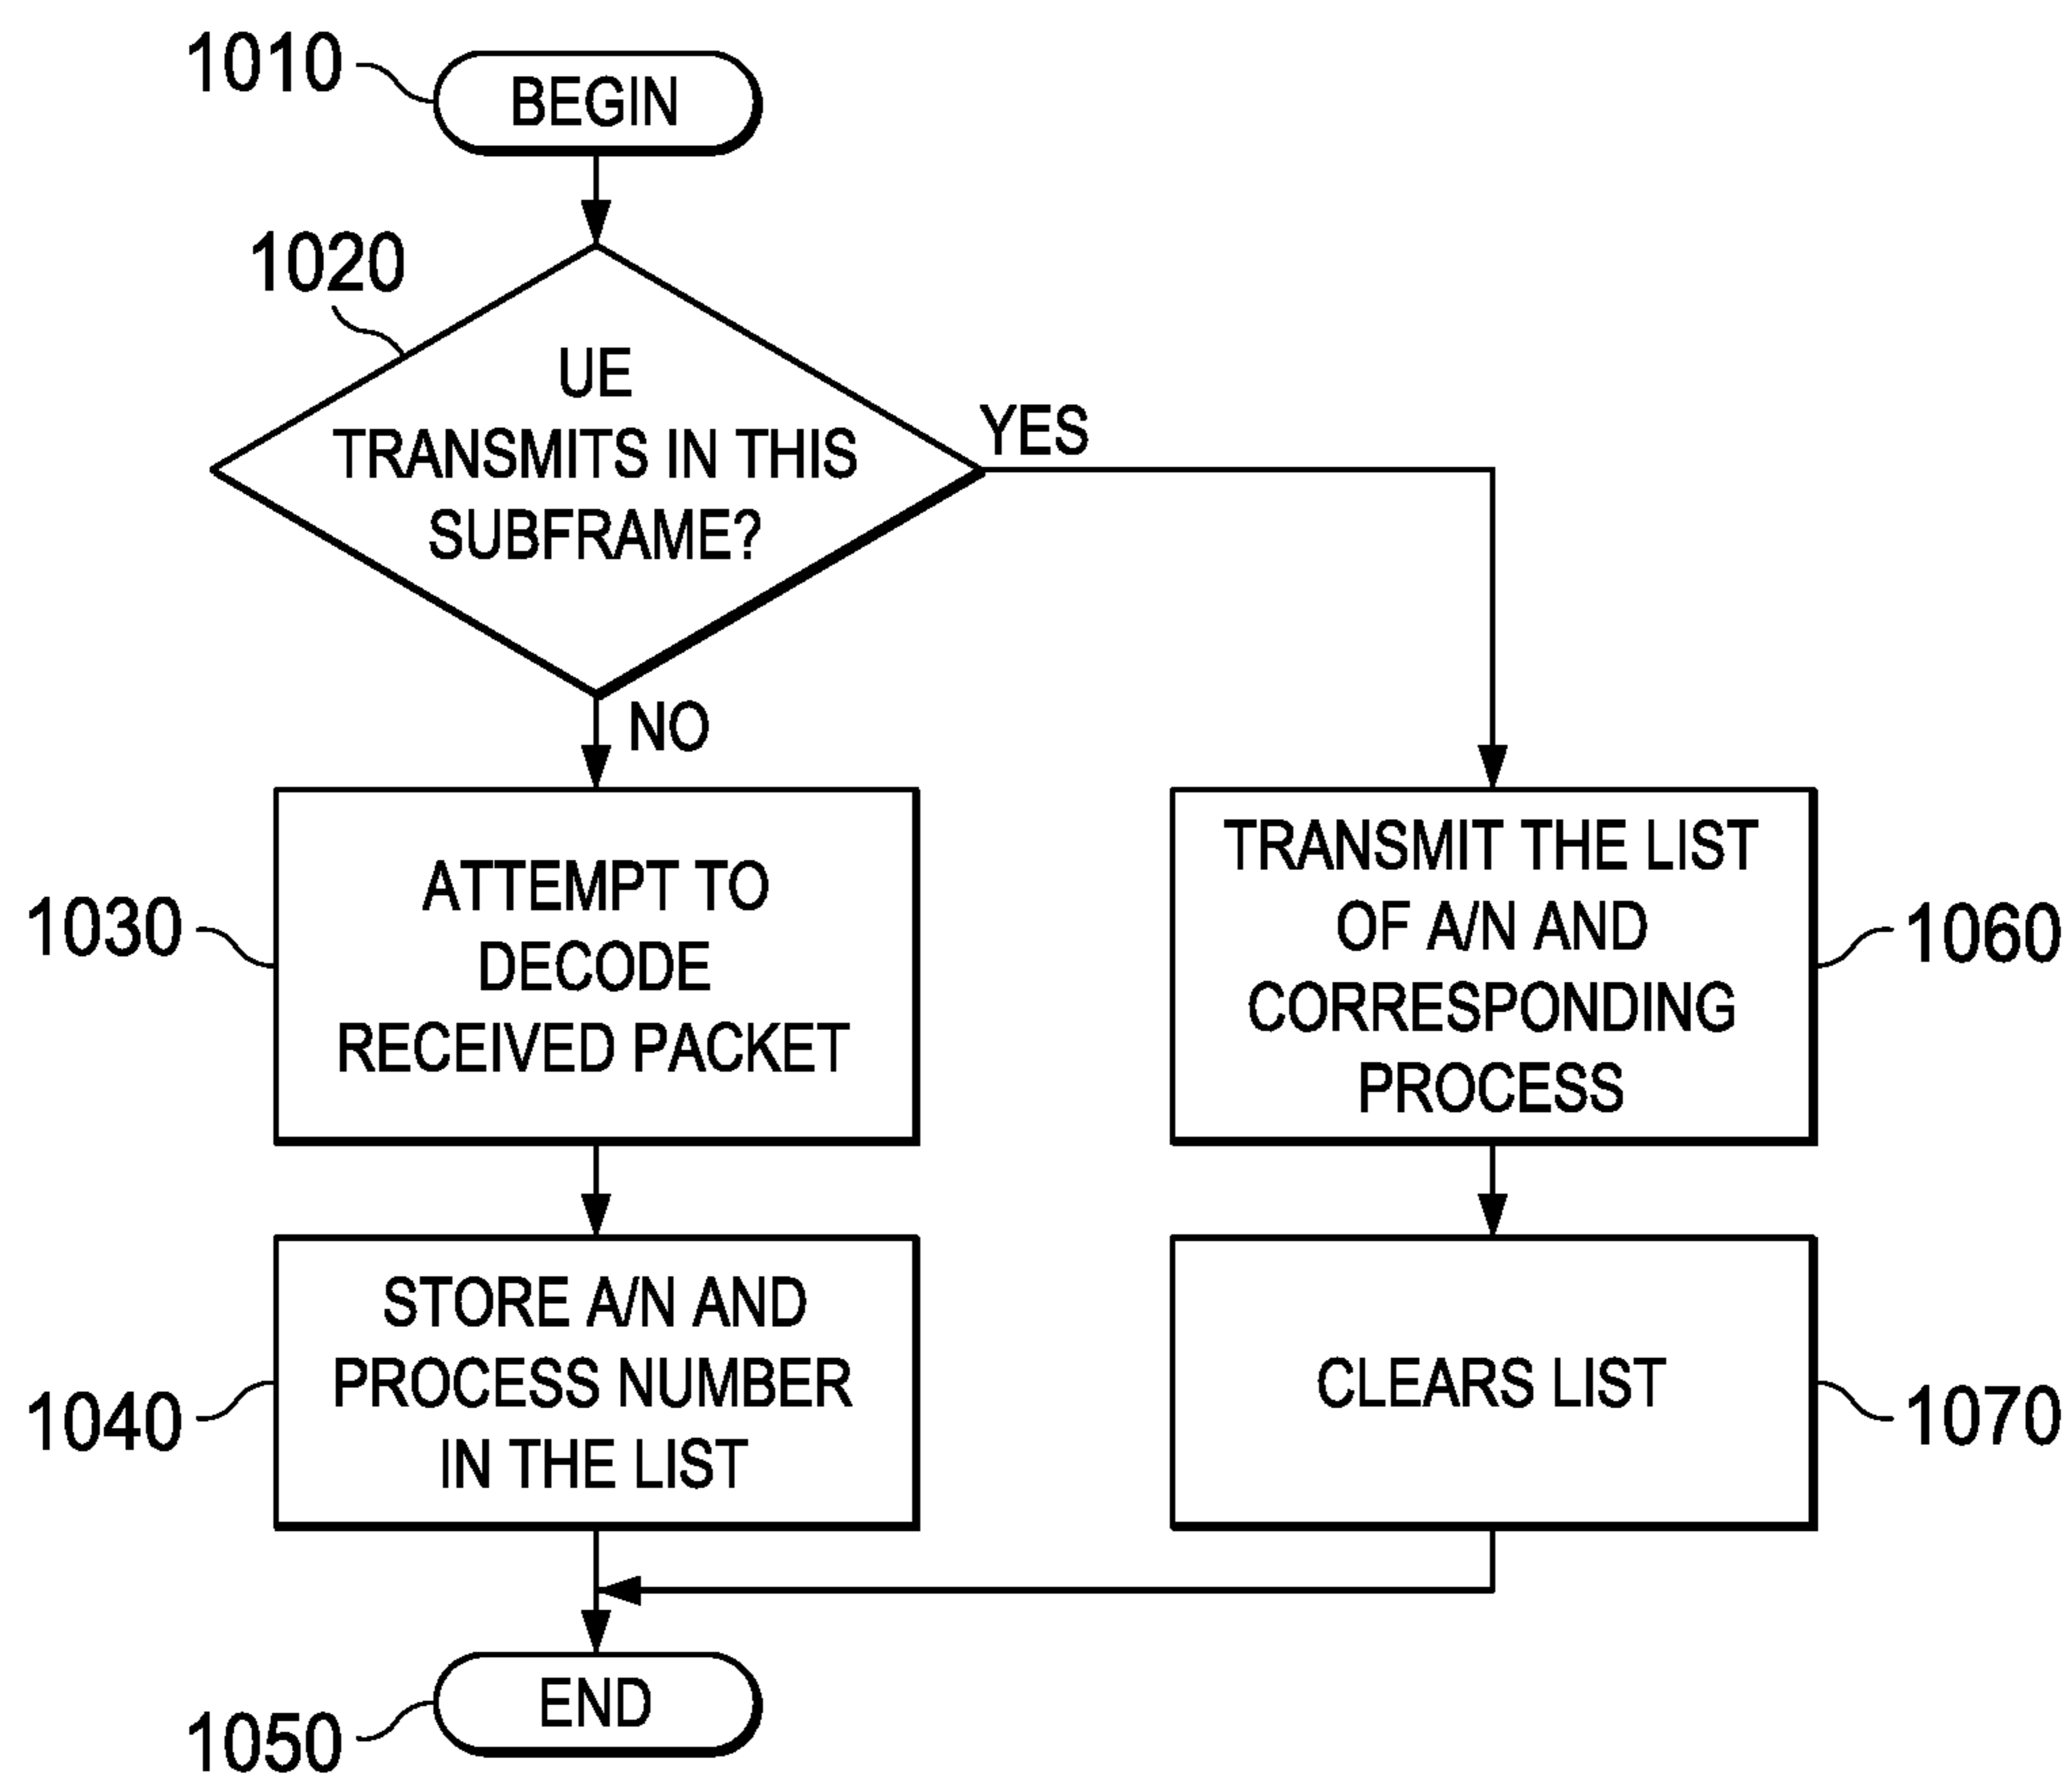 1010
BEGIN
1020
UE
TRANSMITS IN THIS
SUBFRAME?
YES
NO
1030
ATTEMPT TO
DECODE
RECEIVED PACKET
TRANSMIT THE LIST
OF A/N AND
CORRESPONDING
PROCESS
1060
1040
STORE A/N AND
PROCESS NUMBER
IN THE LIST
CLEARS LIST
1070
END
1050